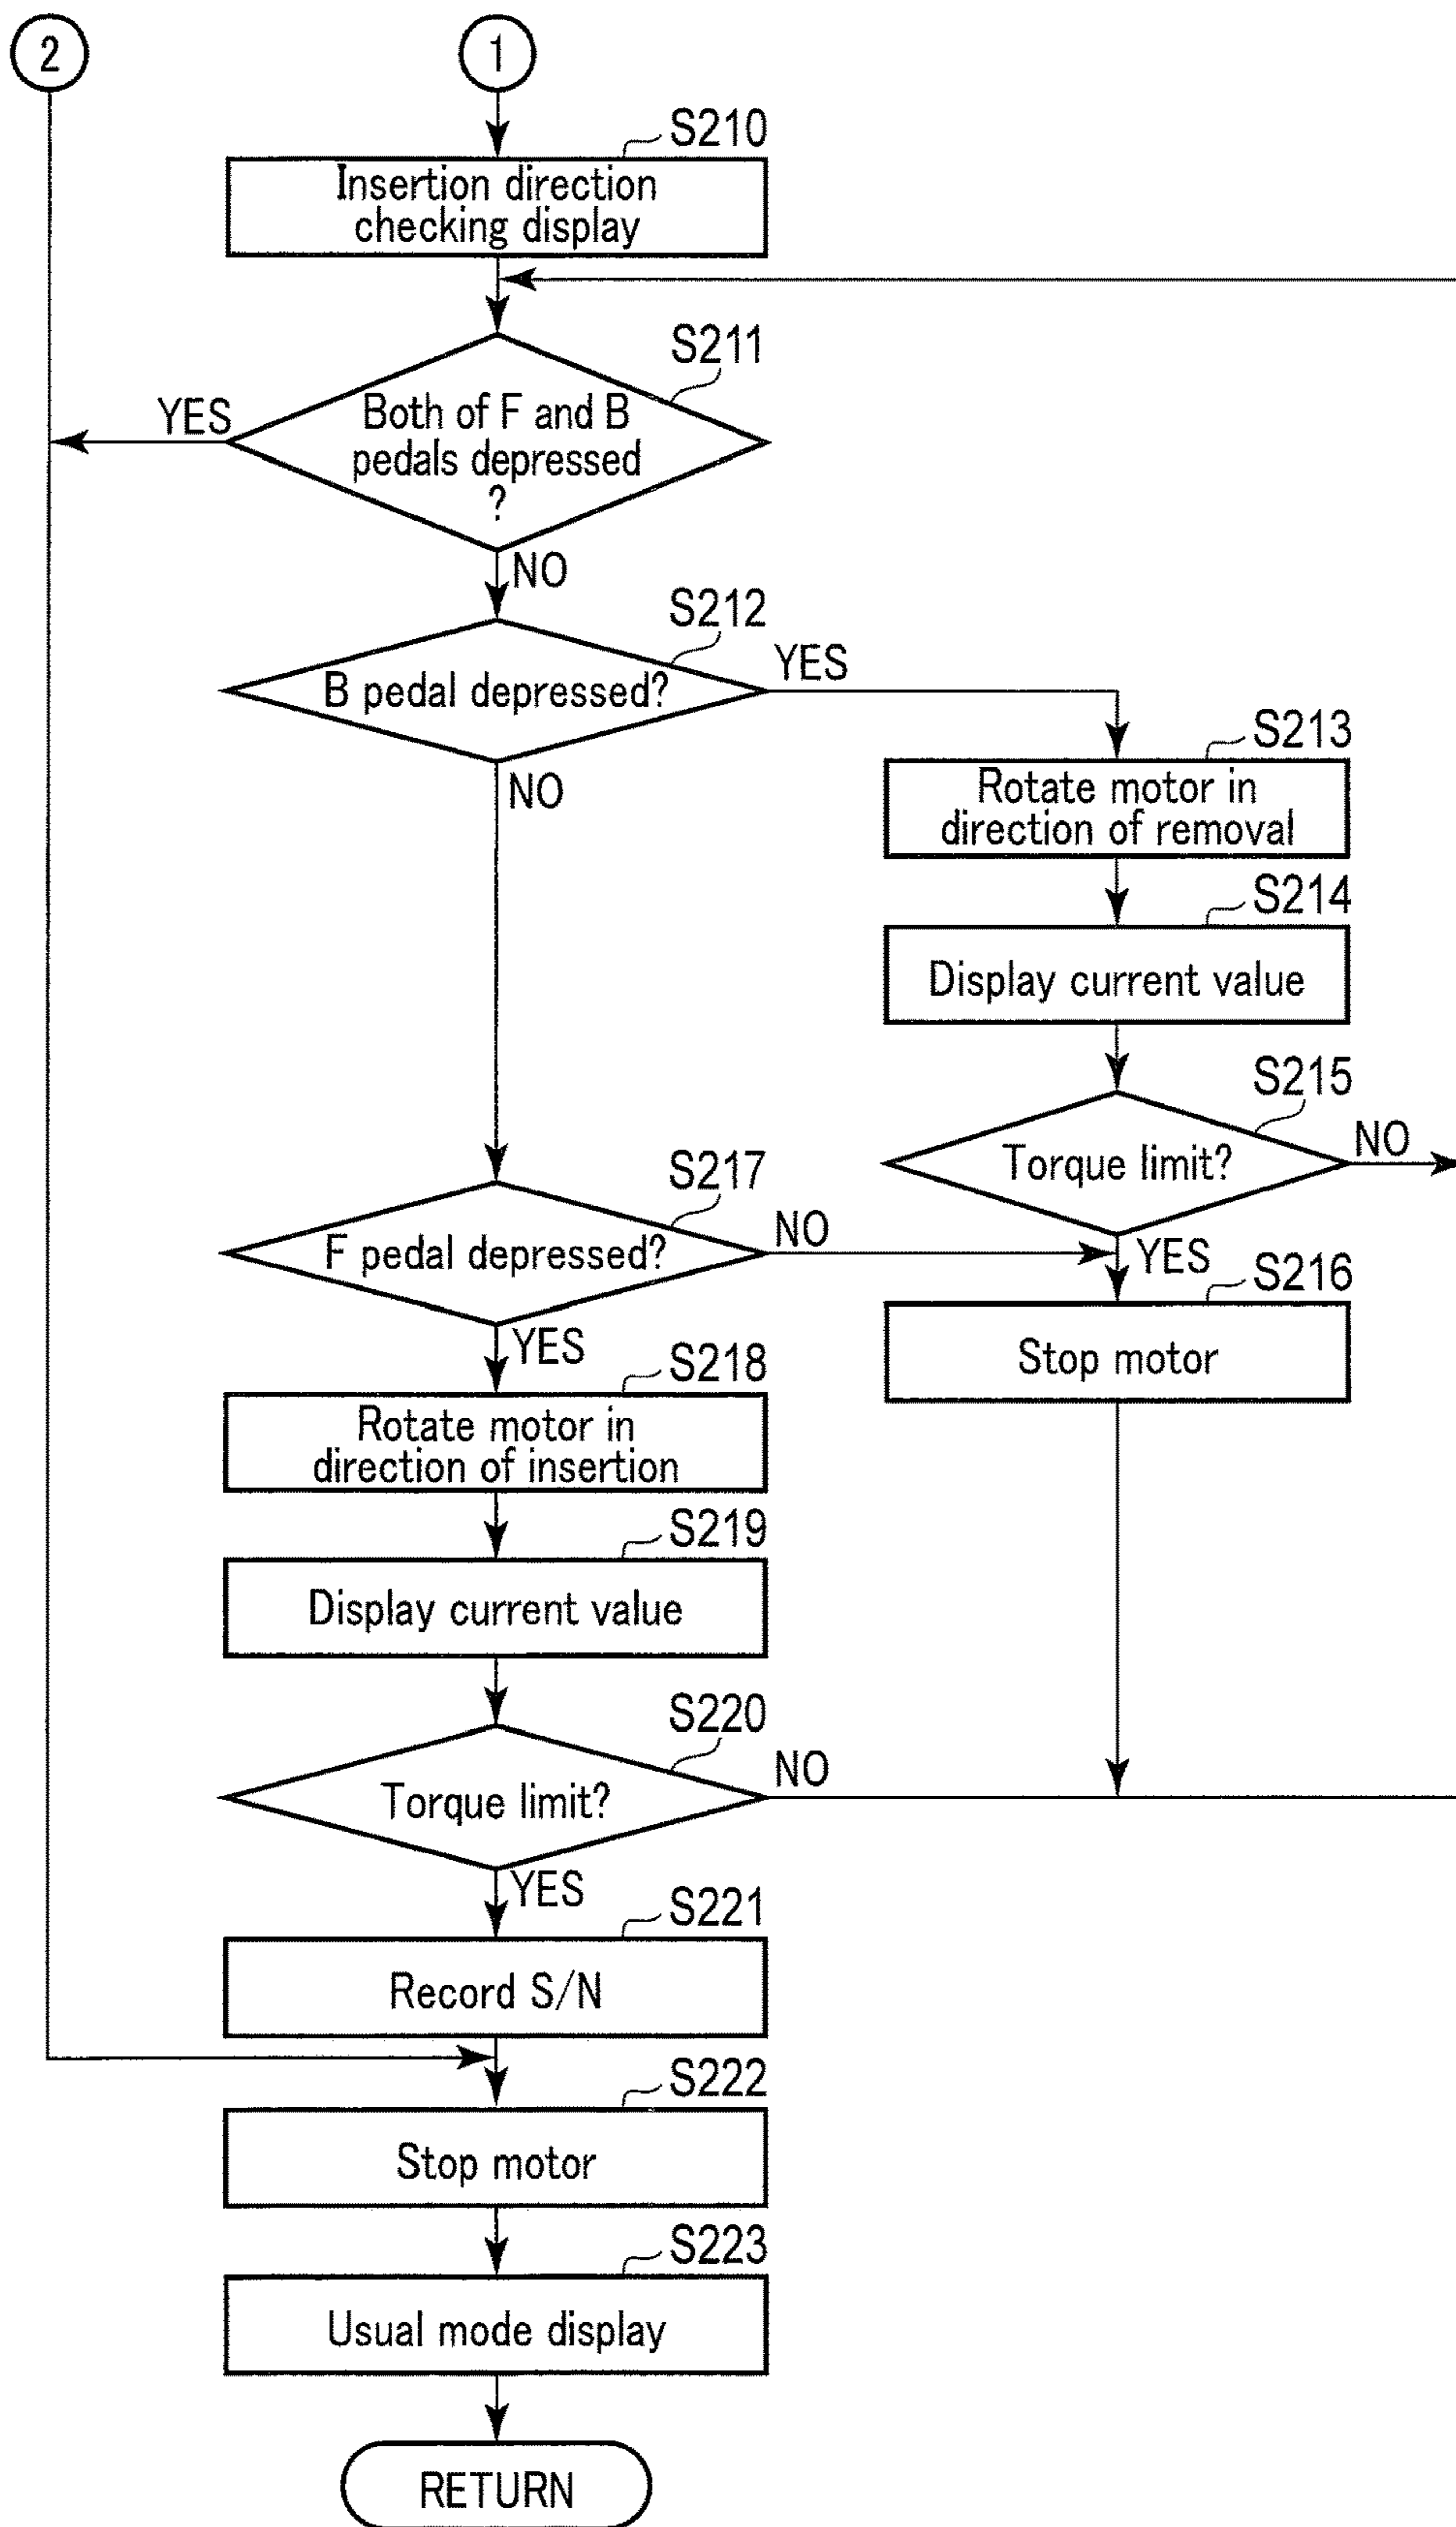 2
1
S210
Insertion direction
checking display
S211
YES
Both of F and B
pedals depressed
?
NO
S212
B pedal depressed?
YES
NO
S213
Rotate motor in
direction of removal
S214
Display current value
S215
Torque limit?
NO
YES
S217
F pedal depressed?
NO
YES
S216
Stop motor
S218
Rotate motor in
direction of insertion
S219
Display current value
S220
Torque limit?
NO
YES
S221
Record S/N
S222
Stop motor
S223
Usual mode display
RETURN